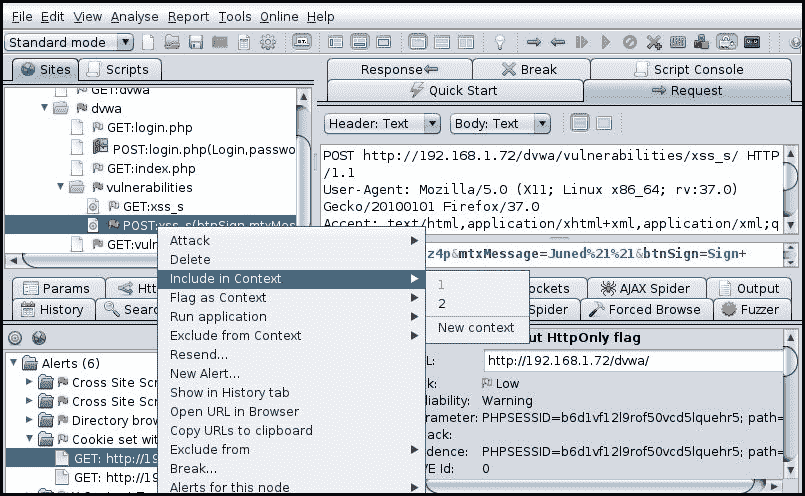 File Edit View Analyse Report Tools Online Help
Standard mode
Sites Scripts
GET:dvwa
dvwa
GET:login.php
POST:login.php(Login,passwo
GET:index.php
vulnerabilities
GET:xss_s
POST:xss_s(btnSign,mtxMes
GET:vuln
Response Break Script Console
Quick Start Request
Header: Text Body: Text
POST http://192.168.1.72/dvwa/vulnerabilities/xss_s/ HTTP
/1.1
User-Agent: Mozilla/5.0 (X11; Linux x86_64; rv:37.0)
Gecko/20100101 Firefox/37.0
Accept: text/html,application/xhtml+xml,application/xml;q
z4p&mtxMessage=Juned%21%21&btnSign=Sign+
Attack
Delete
Include in Context
Flag as Context
Run application
Exclude from Context
Resend...
New Alert...
Show in History tab
Open URL in Browser
Copy URLs to clipboard
Exclude from
Break...
Alerts for this node
1
2
New context
Params Htt
History Searc
ockets AJAX Spider Output
Spider Forced Browse Fuzzer
Alerts (6)
Cross Site Scr
Cross Site Scr
Directory brow
Cookie set wit
GET: http://19
GET: http://19
ut HttpOnly flag
L: http://192.168.1.72/dvwa/
k: Low
liability: Warning
rameter: PHPSESSID=b6d1vf12l9rof50vcd5lquehr5; path=
tack:
idence: PHPSESSID=b6d1vf12l9rof50vcd5lquehr5; path=
VE Id: 0